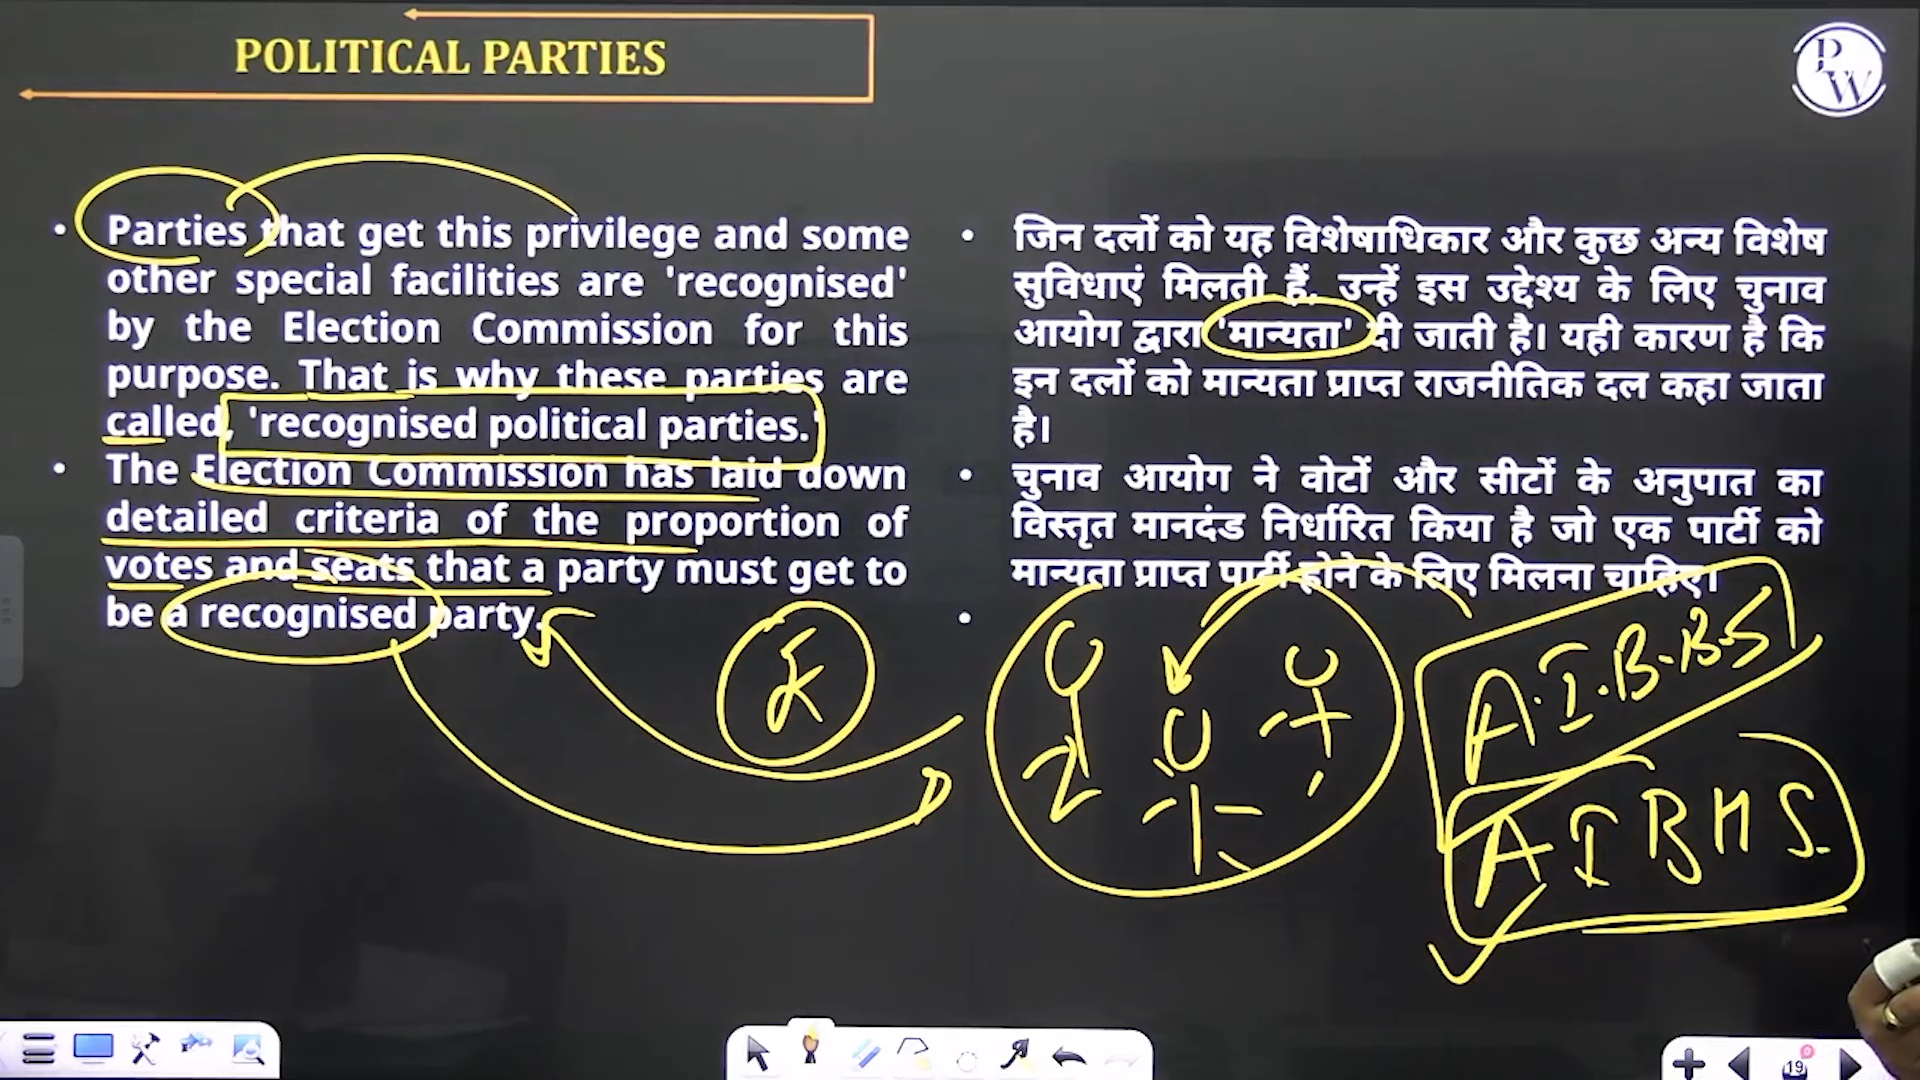 POLITICAL PARTIES
PW
• Parties that get this privilege and some
other special facilities are 'recognised'
by the Election Commission for this
purpose. That is why these parties are
called, 'recognised political parties.'
• The Election Commission has laid down
detailed criteria of the proportion of
votes and seats that a party must get to
be a recognised party.
• जिन दलों को यह विशेषाधिकार और कुछ अन्य विशेष
सुविधाएं मिलती हैं, उन्हें इस उद्देश्य के लिए चुनाव
आयोग द्वारा 'मान्यता' दी जाती है। यही कारण है कि
इन दलों को मान्यता प्राप्त राजनीतिक दल कहा जाता
है।
• चुनाव आयोग ने वोटों और सीटों के अनुपात का
विस्तृत मानदंड निर्धारित किया है जो एक पार्टी को
मान्यता प्राप्त पार्टी होने के लिए मिलना चाहिए।
•
A.I.B.B.S
A I B H S.
19